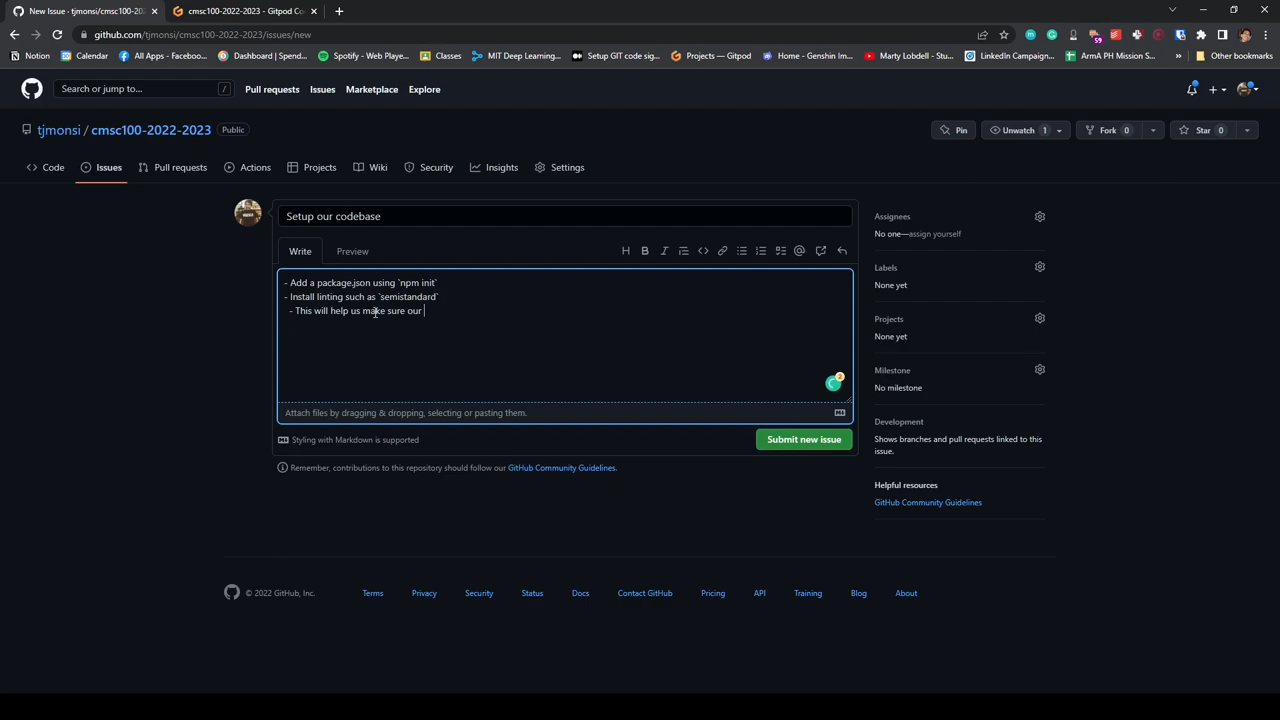 New Issue · tjmonsi/cmsc100-202
cmsc100-2022-2023 - Gitpod Co
github.com/tjmonsi/cmsc100-2022-2023/issues/new
Notion
Calendar
All Apps - Faceboo...
Dashboard | Spend...
Spotify - Web Playe...
Classes
MIT Deep Learning...
Setup GIT code sig...
Projects — Gitpod
Home - Genshin Im...
Marty Lobdell - Stu...
LinkedIn Campaign...
ArmA PH Mission S...
»
Other bookmarks
59
Search or jump to...
/
Pull requests
Issues
Marketplace
Explore
tjmonsi / cmsc100-2022-2023
Public
Pin
Unwatch 1
Fork 0
Star 0
Code
Issues
Pull requests
Actions
Projects
Wiki
Security
Insights
Settings
Setup our codebase
Write
Preview
- Add a package.json using `npm init`
- Install linting such as `semistandard`
- This will help us make sure our
2
Attach files by dragging & dropping, selecting or pasting them.
Styling with Markdown is supported
Submit new issue
Remember, contributions to this repository should follow our GitHub Community Guidelines.
Assignees
No one—assign yourself
Labels
None yet
Projects
None yet
Milestone
No milestone
Development
Shows branches and pull requests linked to this
issue.
Helpful resources
GitHub Community Guidelines
© 2022 GitHub, Inc.
Terms
Privacy
Security
Status
Docs
Contact GitHub
Pricing
API
Training
Blog
About